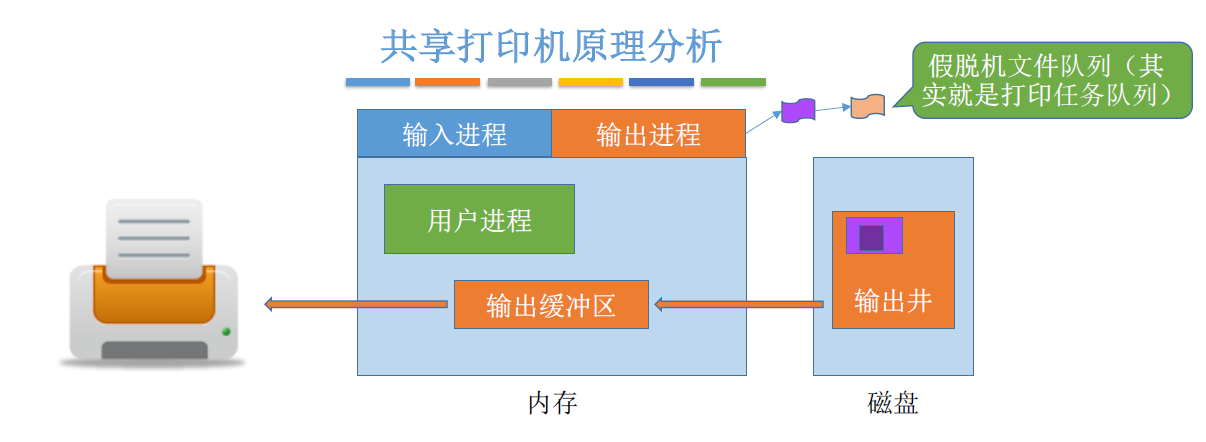 共享打印机原理分析
假脱机文件队列（其
实就是打印任务队列）
输入进程
输出进程
用户进程
输出缓冲区
输出井
内存
磁盘